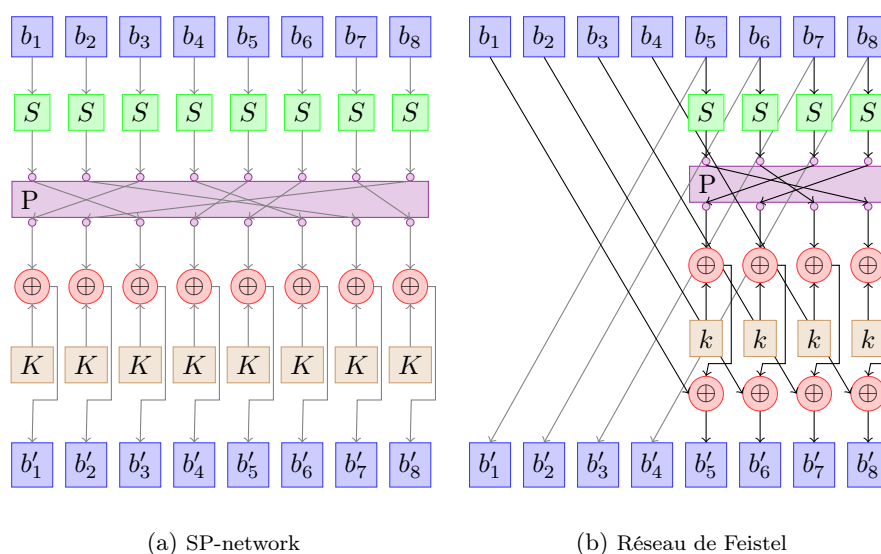 b₁ b₂ b₃ b₄ b₅ b₆ b₇ b₈ b₁ b₂ b₃ b₄ b₅ b₆ b₇ b₈
S S S S S S S S S S S S
P P
⊕ ⊕ ⊕ ⊕ ⊕ ⊕ ⊕ ⊕ ⊕ ⊕ ⊕ ⊕
K K K K K K K K k k k k
⊕ ⊕ ⊕ ⊕
b′₁ b′₂ b′₃ b′₄ b′₅ b′₆ b′₇ b′₈ b′₁ b′₂ b′₃ b′₄ b′₅ b′₆ b′₇ b′₈
(a) SP-network (b) Réseau de Feistel